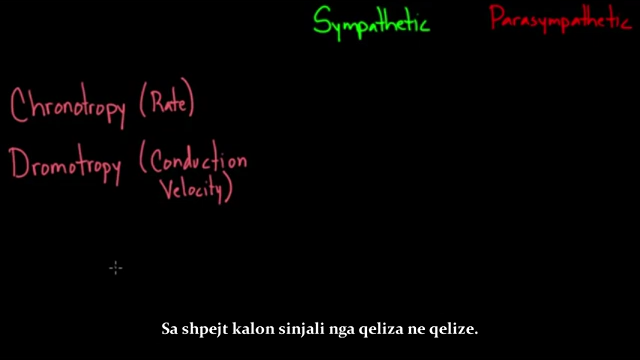 Sympathetic Parasympathetic
Chronotropy (Rate)
Dromotropy (Conduction
Velocity)
Sa shpejt kalon sinjali nga qeliza ne qelize.